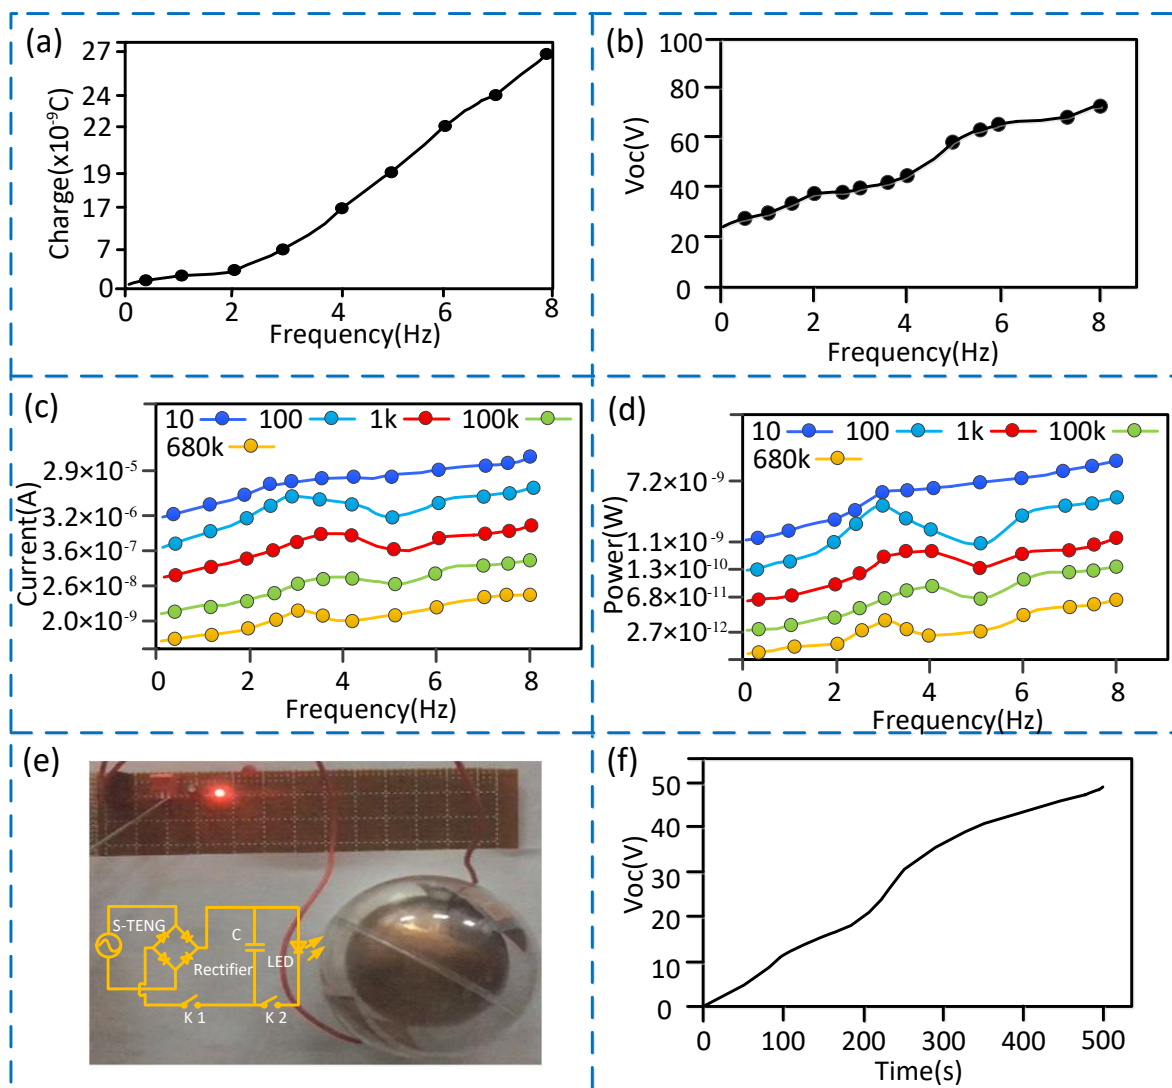 (a)
27
24
22
19
17
7
0
Charge(x10⁻⁹C)
0 2 4 6 8
Frequency(Hz)
(b)
100
80
60
40
20
0
Voc(V)
0 2 4 6 8
Frequency(Hz)
(c)
10 100 1k 100k
680k
2.9×10⁻⁵
3.2×10⁻⁶
3.6×10⁻⁷
2.6×10⁻⁸
2.0×10⁻⁹
Current(A)
0 2 4 6 8
Frequency(Hz)
(d)
10 100 1k 100k
680k
7.2×10⁻⁹
1.1×10⁻⁹
1.3×10⁻¹⁰
6.8×10⁻¹¹
2.7×10⁻¹²
Power(W)
0 2 4 6 8
Frequency(Hz)
(e)
S-TENG
Rectifier
C
LED
K 1
K 2
(f)
50
40
30
20
10
0
Voc(V)
0 100 200 300 400 500
Time(s)